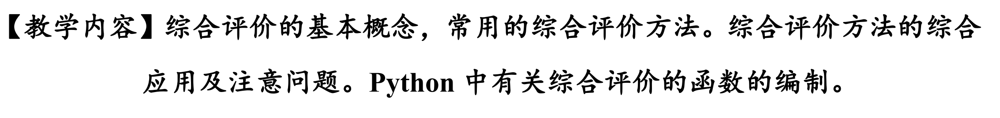 【教学内容】综合评价的基本概念，常用的综合评价方法。综合评价方法的综合
应用及注意问题。Python 中有关综合评价的函数的编制。